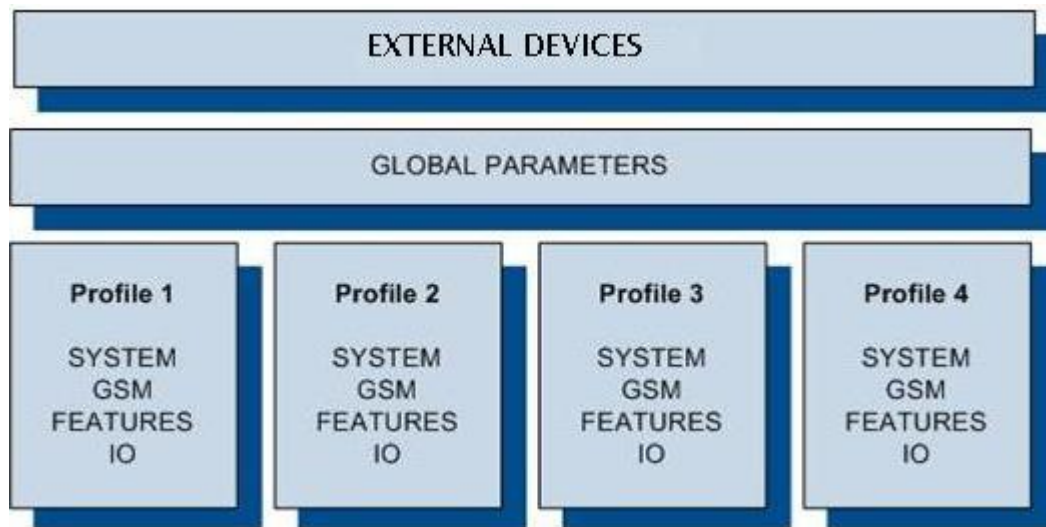 EXTERNAL DEVICES
GLOBAL PARAMETERS
Profile 1
SYSTEM
GSM
FEATURES
IO
Profile 2
SYSTEM
GSM
FEATURES
IO
Profile 3
SYSTEM
GSM
FEATURES
IO
Profile 4
SYSTEM
GSM
FEATURES
IO